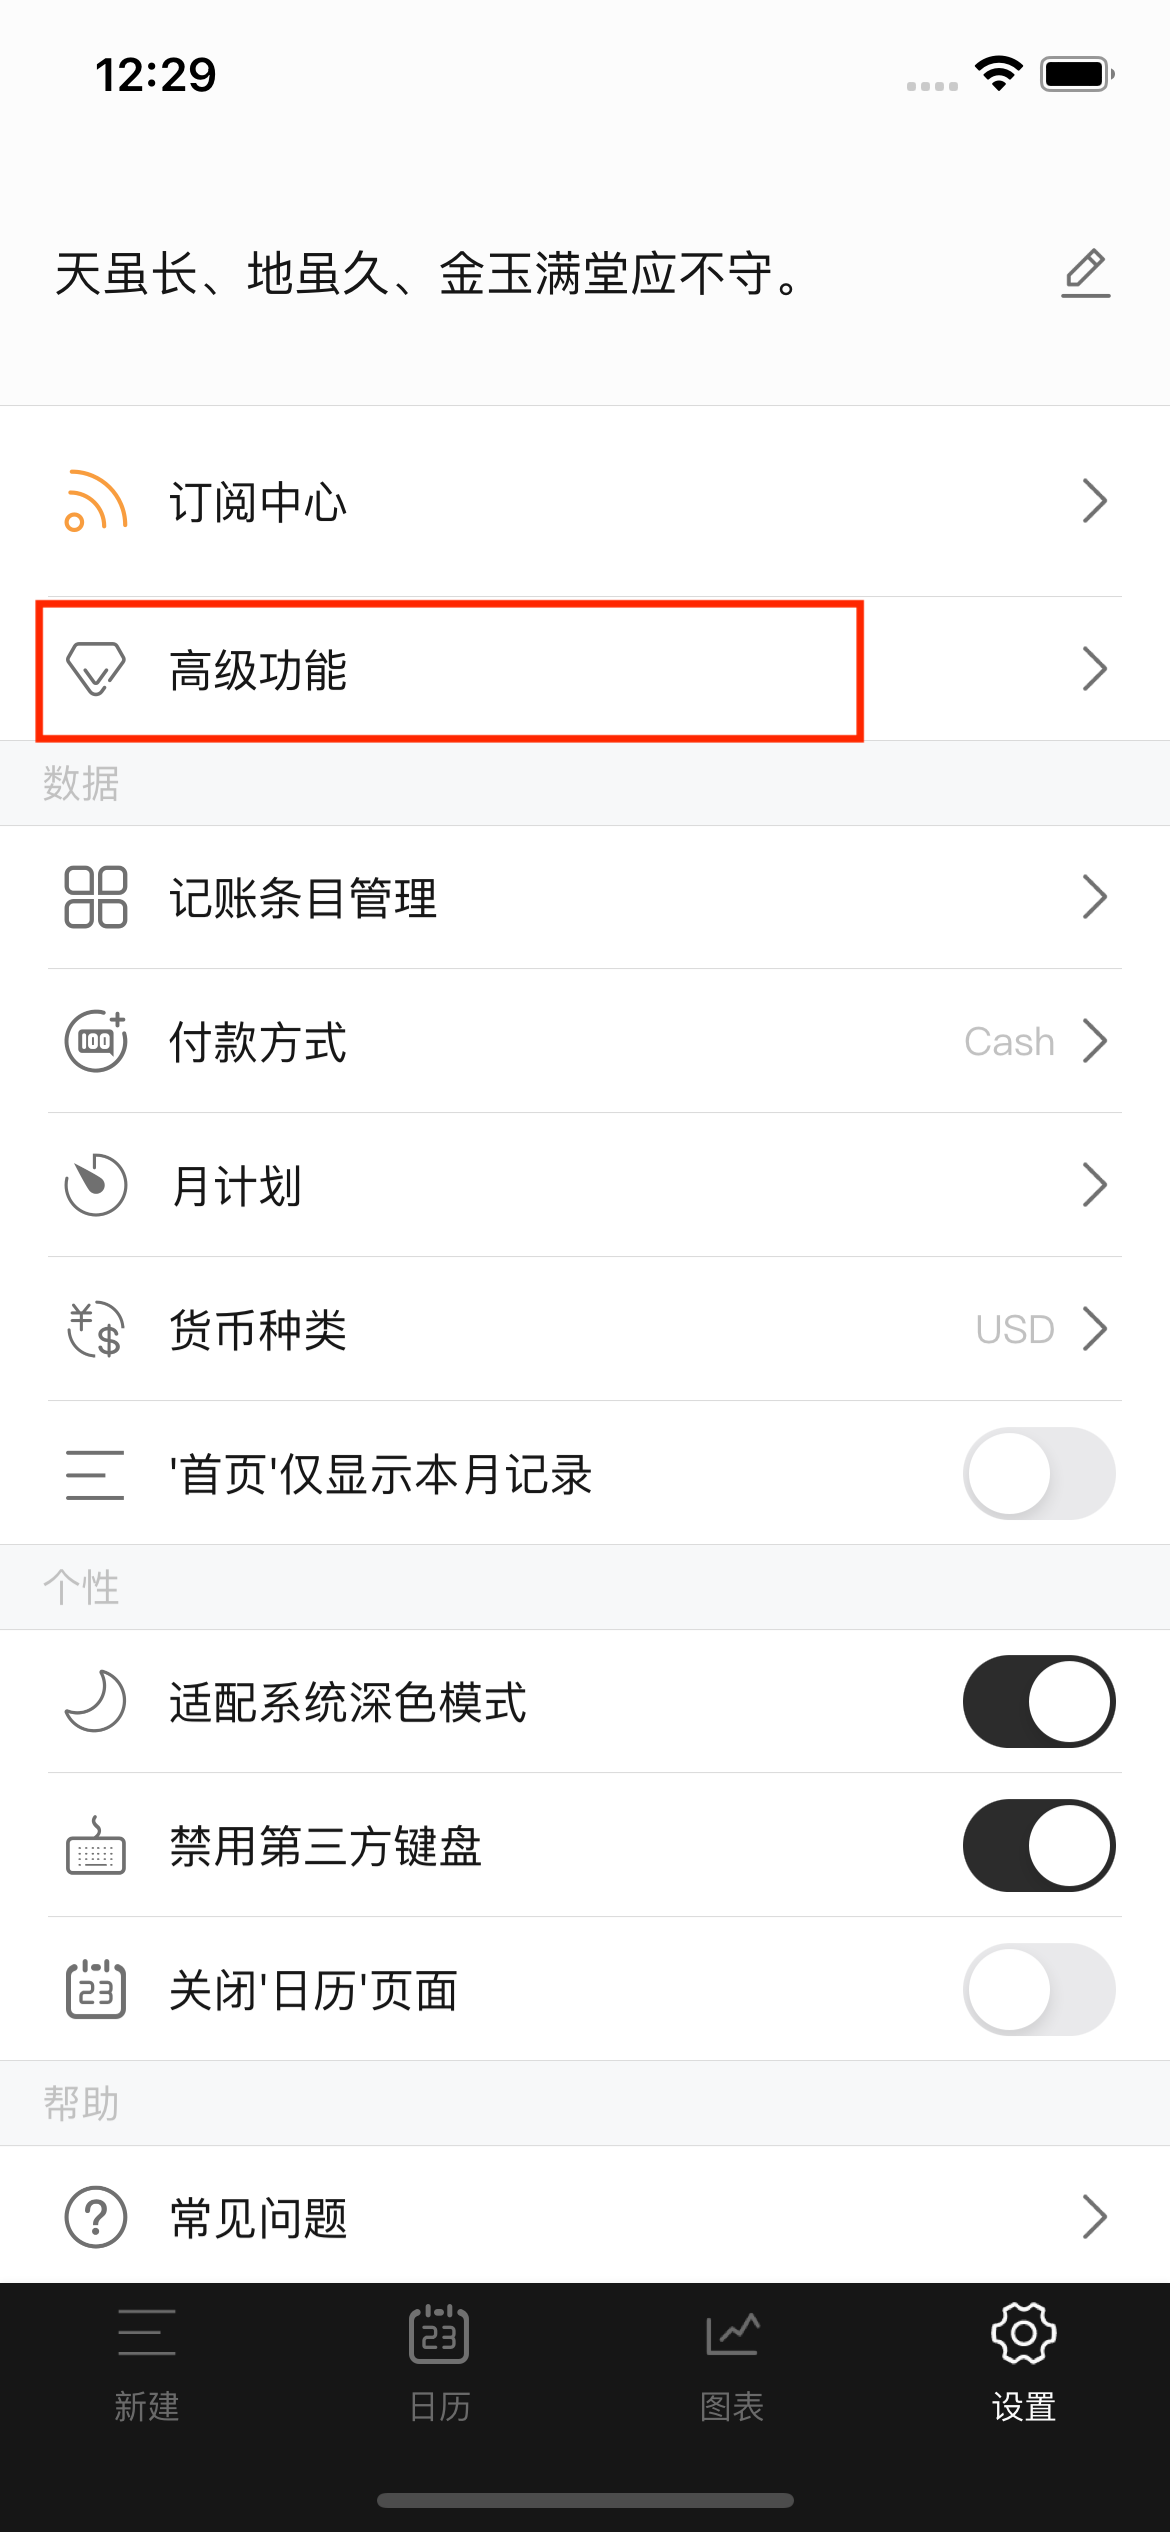 12:29
天虽长、地虽久、金玉满堂应不守。
订阅中心
高级功能
数据
记账条目管理
付款方式 Cash
月计划
货币种类 USD
'首页'仅显示本月记录
个性
适配系统深色模式
禁用第三方键盘
23 关闭'日历'页面
帮助
常见问题
23
新建 日历 图表 设置